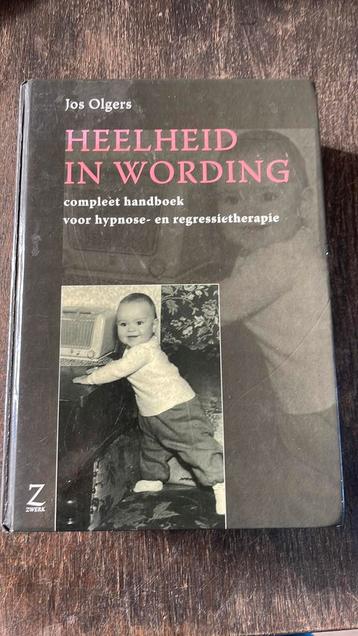 Jos Olgers
HEELHEID
IN WORDING
compleet handboek
voor hypnose- en regressietherapie
Z
ZWERK